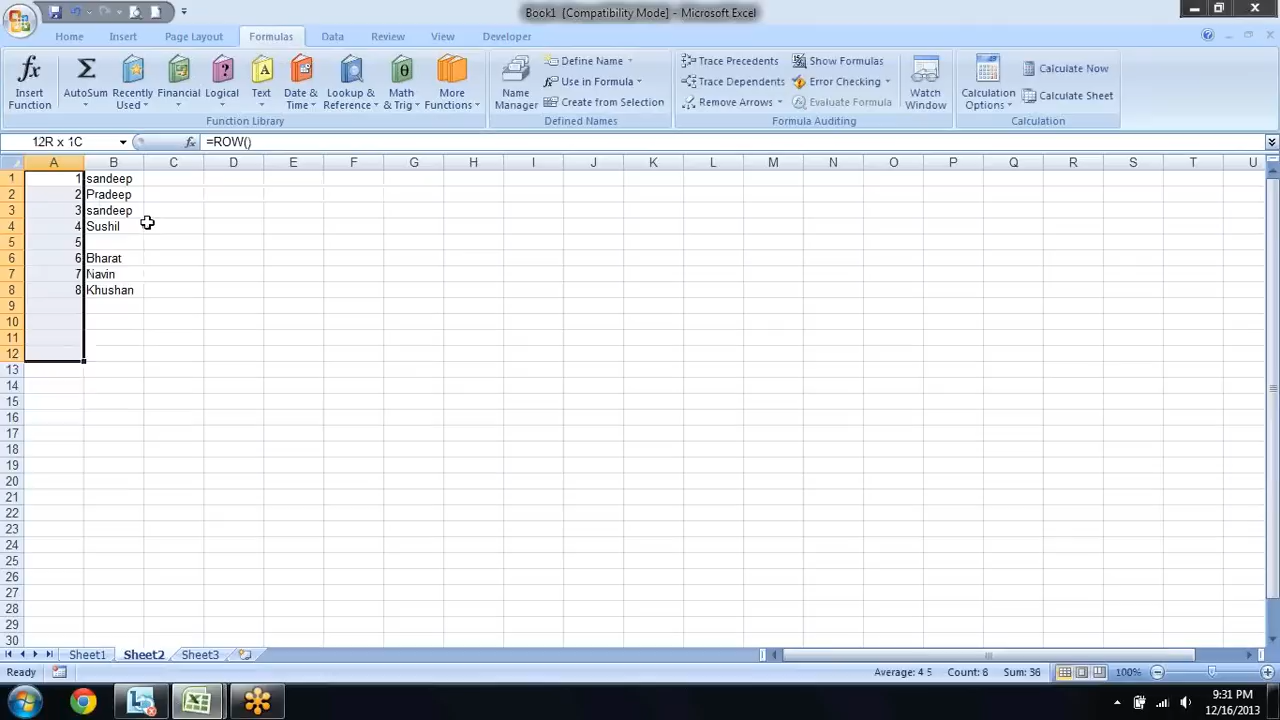 Book1 [Compatibility Mode] - Microsoft Excel
Home Insert Page Layout Formulas Data Review View Developer
Insert Function
AutoSum
Recently Used
Financial
Logical
Text
Date & Time
Lookup & Reference
Math & Trig
More Functions
Function Library
Name Manager
Define Name
Use in Formula
Create from Selection
Defined Names
Trace Precedents
Trace Dependents
Remove Arrows
Show Formulas
Error Checking
Evaluate Formula
Formula Auditing
Watch Window
Calculation Options
Calculate Now
Calculate Sheet
Calculation
12R x 1C fx =ROW()
A B C D E F G H I J K L M N O P Q R S T U
1 1 sandeep
2 2 Pradeep
3 3 sandeep
4 4 Sushil
5 5
6 6 Bharat
7 7 Navin
8 8 Khushan
9
10
11
12
13
14
15
16
17
18
19
20
21
22
23
24
25
26
27
28
29
30
Sheet1 Sheet2 Sheet3
Ready Average: 4.5 Count: 8 Sum: 36 100%
9:31 PM
12/16/2013